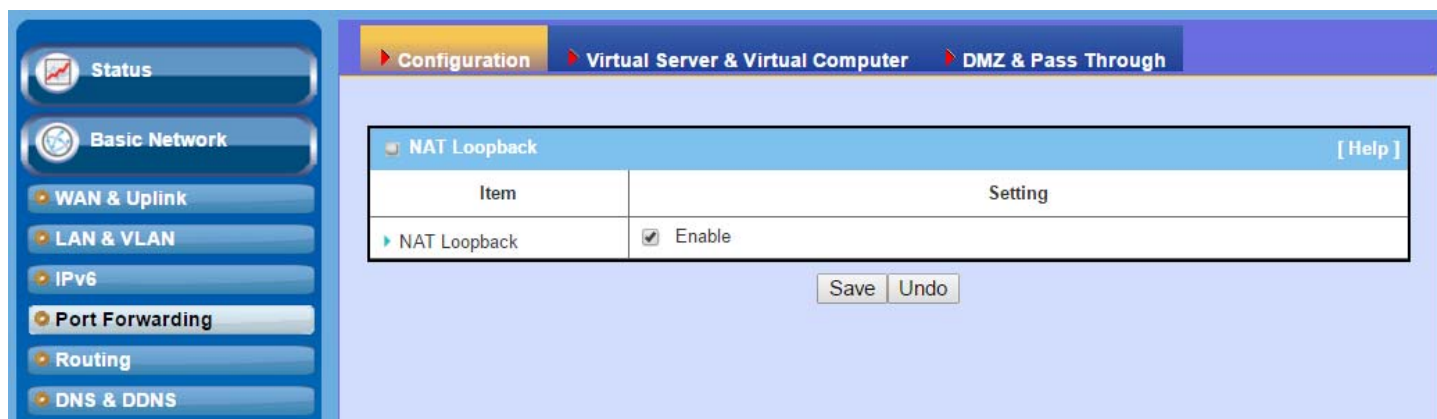 Status
Basic Network
WAN & Uplink
LAN & VLAN
IPv6
Port Forwarding
Routing
DNS & DDNS
Configuration Virtual Server & Virtual Computer DMZ & Pass Through
NAT Loopback [ Help ]
Item Setting
NAT Loopback Enable
Save Undo